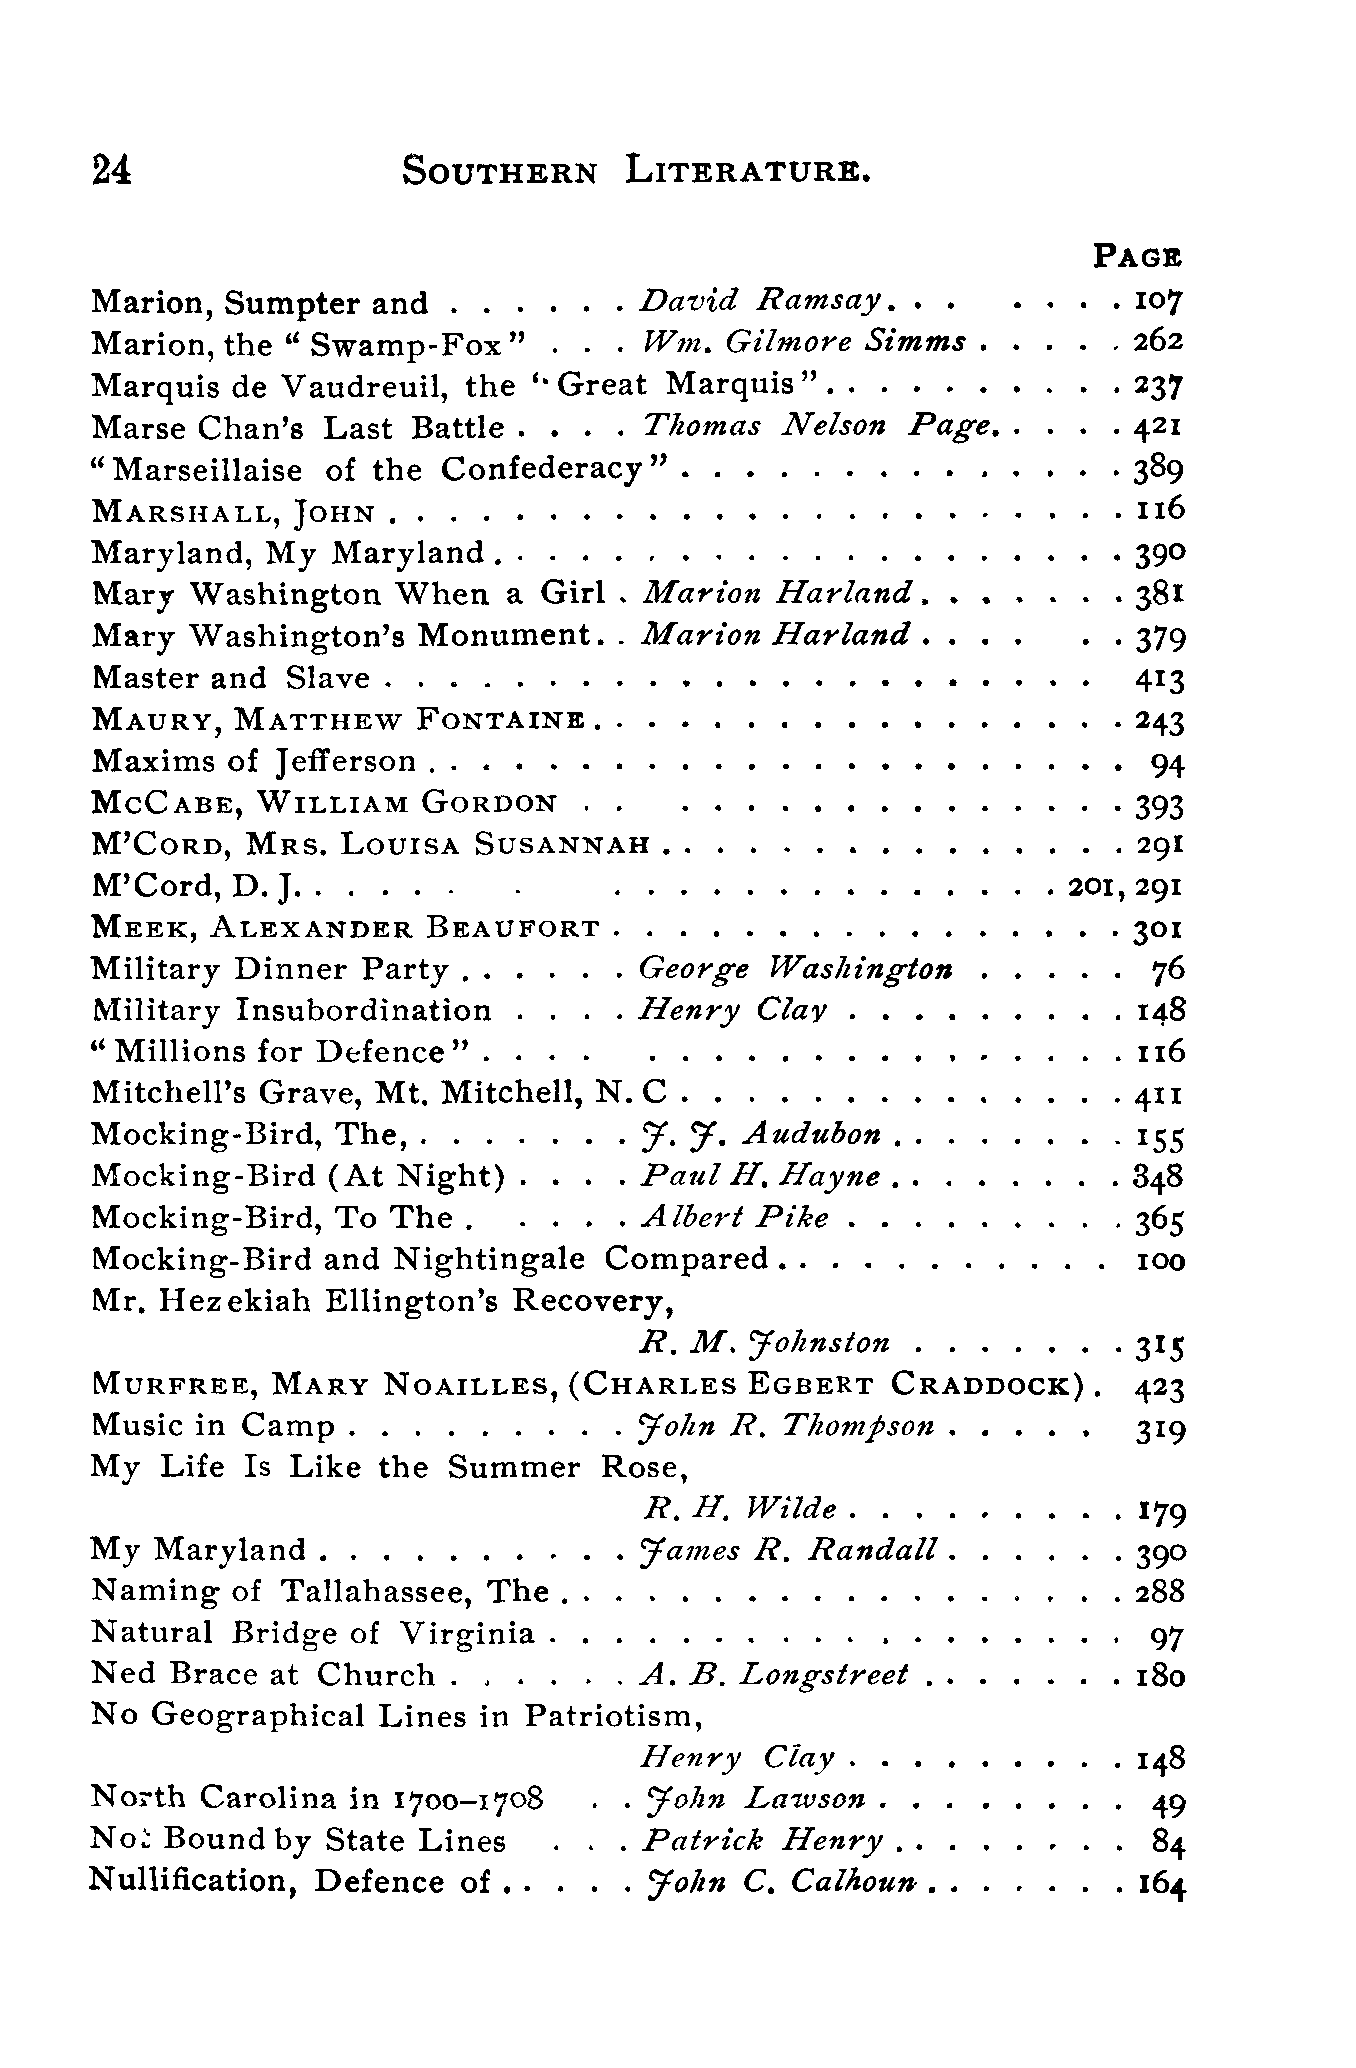 24 SOUTHERN LITERATURE.
PAGE
Marion, Sumpter and . . . . . . David Ramsay. . . . . . . 107
Marion, the “ Swamp-Fox ” . . . Wm. Gilmore Simms . . . . . 262
Marquis de Vaudreuil, the “ Great Marquis ” . . . . . . . . . . 237
Marse Chan's Last Battle . . . . Thomas Nelson Page. . . . . 421
“ Marseillaise of the Confederacy ” . . . . . . . . . . . . . . 389
MARSHALL, JOHN . . . . . . . . . . . . . . . . . . . . . . . 116
Maryland, My Maryland . . . . . . . . . . . . . . . . . . . . 390
Mary Washington When a Girl . Marion Harland . . . . . . . 381
Mary Washington's Monument. . Marion Harland . . . . . . 379
Master and Slave . . . . . . . . . . . . . . . . . . . . . . 413
MAURY, MATTHEW FONTAINE . . . . . . . . . . . . . . . . . 243
Maxims of Jefferson . . . . . . . . . . . . . . . . . . . . . . 94
MCCABE, WILLIAM GORDON . . . . . . . . . . . . . . . . 393
M'CORD, MRS. LOUISA SUSANNAH . . . . . . . . . . . . . . . 291
M'Cord, D. J. . . . . . . . . . . . . . . . . . . . . . 201, 291
MEEK, ALEXANDER BEAUFORT . . . . . . . . . . . . . . . . 301
Military Dinner Party . . . . . . George Washington . . . . . 76
Military Insubordination . . . . Henry Clay . . . . . . . . . 148
“ Millions for Defence ” . . . . . . . . . . . . . . . . . . . 116
Mitchell's Grave, Mt. Mitchell, N. C . . . . . . . . . . . . . . 411
Mocking-Bird, The, . . . . . . . J. J. Audubon . . . . . . . . 155
Mocking-Bird (At Night) . . . . Paul H. Hayne . . . . . . . . 348
Mocking-Bird, To The . . . . . Albert Pike . . . . . . . . . 365
Mocking-Bird and Nightingale Compared . . . . . . . . . . . 100
Mr. Hezekiah Ellington's Recovery,
R. M. Johnston . . . . . . . 315
MURFREE, MARY NOAILLES, (CHARLES EGBERT CRADDOCK) . 423
Music in Camp . . . . . . . . . John R. Thompson . . . . . 319
My Life Is Like the Summer Rose,
R. H. Wilde . . . . . . . . . 179
My Maryland . . . . . . . . . . James R. Randall . . . . . . 390
Naming of Tallahassee, The . . . . . . . . . . . . . . . . . . 288
Natural Bridge of Virginia . . . . . . . . . . . . . . . . . . 97
Ned Brace at Church . . . . . . A. B. Longstreet . . . . . . . 180
No Geographical Lines in Patriotism,
Henry Clay . . . . . . . . . 148
North Carolina in 1700–1708 . . John Lawson . . . . . . . . 49
Not Bound by State Lines . . . Patrick Henry . . . . . . . . 84
Nullification, Defence of . . . . . John C. Calhoun . . . . . . . 164